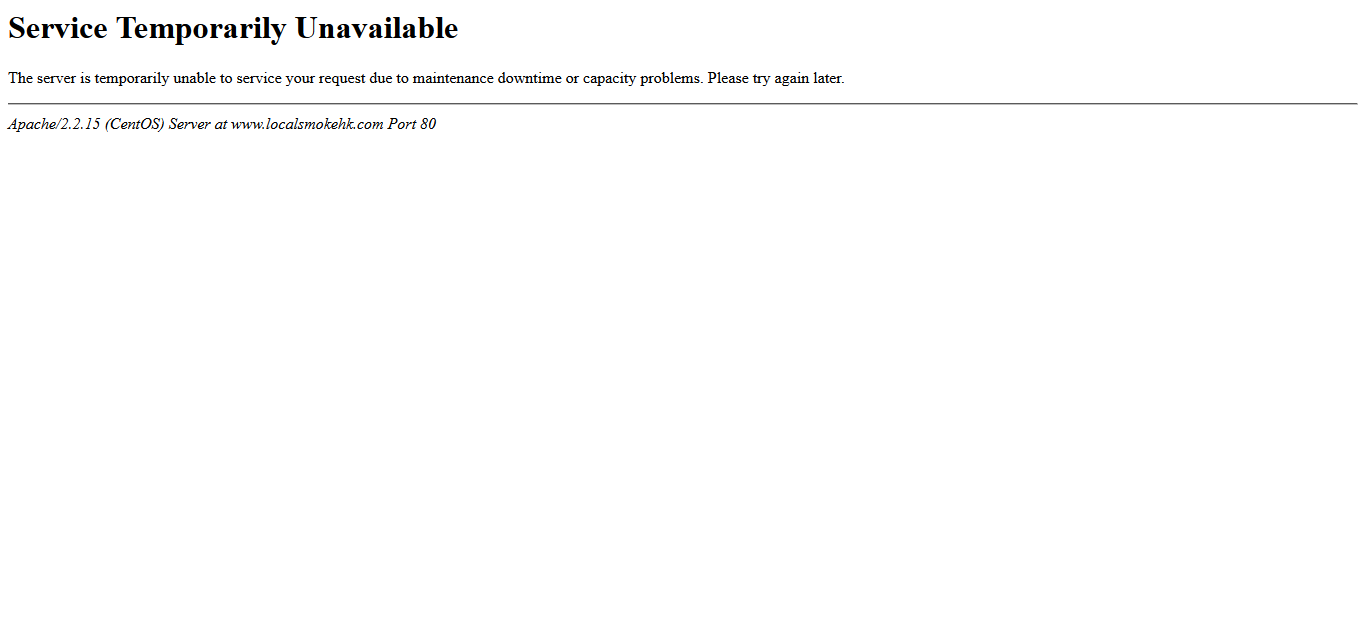 Service Temporarily Unavailable
The server is temporarily unable to service your request due to maintenance downtime or capacity problems. Please try again later.
Apache/2.2.15 (CentOS) Server at www.localsmokehk.com Port 80